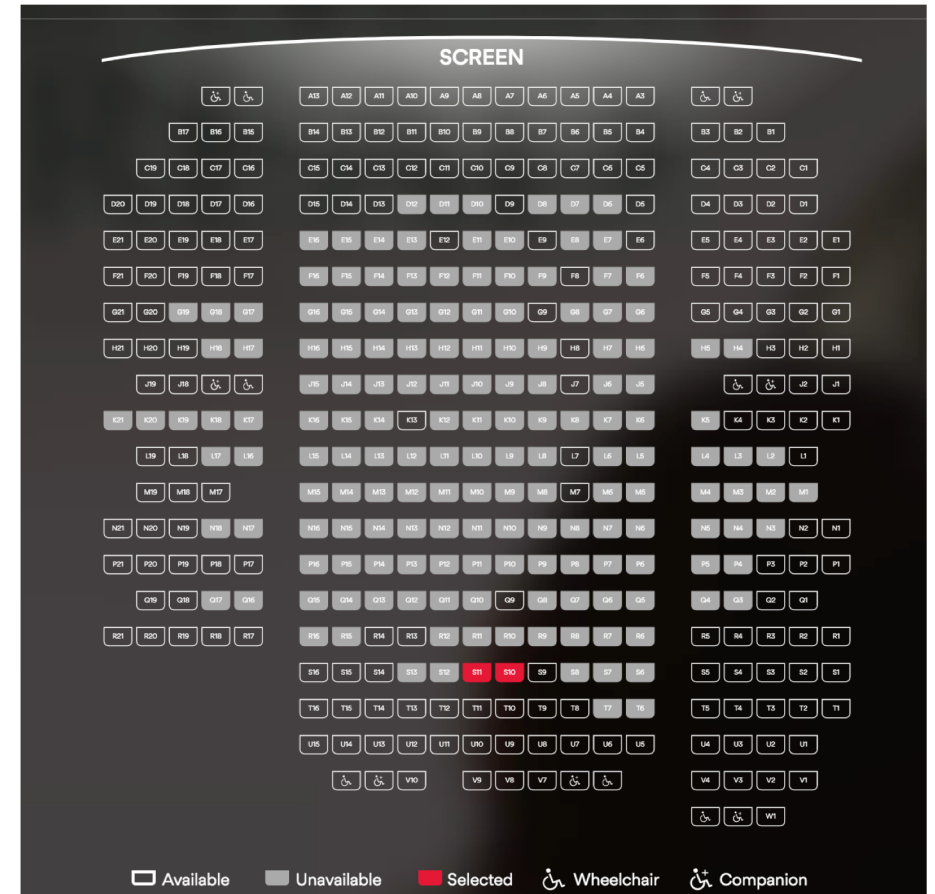 SCREEN
A13 A12 A11 A10 A9 A8 A7 A6 A5 A4 A3
B17 B16 B15 B14 B13 B12 B11 B10 B9 B8 B7 B6 B5 B4 B3 B2 B1
C19 C18 C17 C16 C15 C14 C13 C12 C11 C10 C9 C8 C7 C6 C5 C4 C3 C2 C1
D20 D19 D18 D17 D16 D15 D14 D13 D12 D11 D10 D9 D8 D7 D6 D5 D4 D3 D2 D1
E21 E20 E19 E18 E17 E16 E15 E14 E13 E12 E11 E10 E9 E8 E7 E6 E5 E4 E3 E2 E1
F21 F20 F19 F18 F17 F16 F15 F14 F13 F12 F11 F10 F9 F8 F7 F6 F5 F4 F3 F2 F1
G21 G20 G19 G18 G17 G16 G15 G14 G13 G12 G11 G10 G9 G8 G7 G6 G5 G4 G3 G2 G1
H21 H20 H19 H18 H17 H16 H15 H14 H13 H12 H11 H10 H9 H8 H7 H6 H5 H4 H3 H2 H1
J19 J18 J15 J14 J13 J12 J11 J10 J9 J8 J7 J6 J5 J2 J1
K21 K20 K19 K18 K17 K16 K15 K14 K13 K12 K11 K10 K9 K8 K7 K6 K5 K4 K3 K2 K1
L19 L18 L17 L16 L15 L14 L13 L12 L11 L10 L9 L8 L7 L6 L5 L4 L3 L2 L1
M19 M18 M17 M15 M14 M13 M12 M11 M10 M9 M8 M7 M6 M5 M4 M3 M2 M1
N21 N20 N19 N18 N17 N16 N15 N14 N13 N12 N11 N10 N9 N8 N7 N6 N5 N4 N3 N2 N1
P21 P20 P19 P18 P17 P16 P15 P14 P13 P12 P11 P10 P9 P8 P7 P6 P5 P4 P3 P2 P1
Q19 Q18 Q17 Q16 Q15 Q14 Q13 Q12 Q11 Q10 Q9 Q8 Q7 Q6 Q5 Q4 Q3 Q2 Q1
R21 R20 R19 R18 R17 R16 R15 R14 R13 R12 R11 R10 R9 R8 R7 R6 R5 R4 R3 R2 R1
S16 S15 S14 S13 S12 S11 S10 S9 S8 S7 S6 S5 S4 S3 S2 S1
T16 T15 T14 T13 T12 T11 T10 T9 T8 T7 T6 T5 T4 T3 T2 T1
U15 U14 U13 U12 U11 U10 U9 U8 U7 U6 U5 U4 U3 U2 U1
V10 V9 V8 V7 V4 V3 V2 V1
W1
Available Unavailable Selected Wheelchair Companion